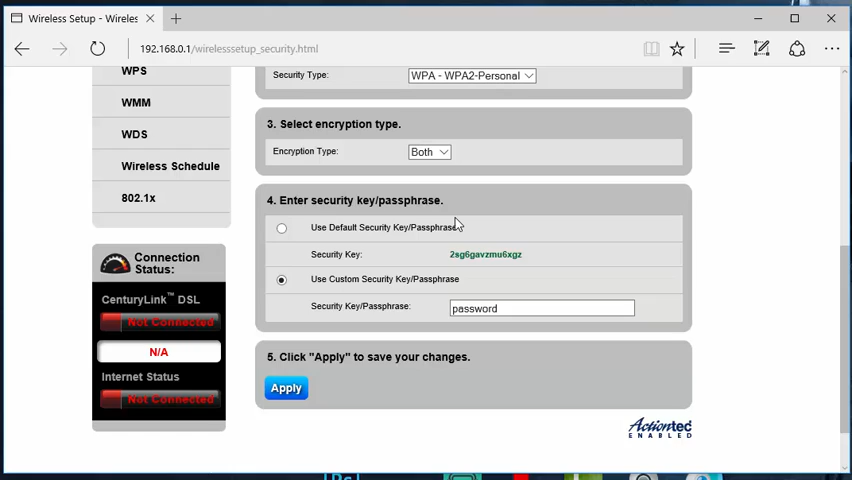 Wireless Setup - Wireles
192.168.0.1/wirelesssetup_security.html
WPS
WMM
WDS
Wireless Schedule
802.1x
Connection Status:
CenturyLink™ DSL
Not Connected
N/A
Internet Status
Not Connected
Security Type:
WPA - WPA2-Personal
3. Select encryption type.
Encryption Type:
Both
4. Enter security key/passphrase.
Use Default Security Key/Passphrase
Security Key:
2sg6gavzmu6xgz
Use Custom Security Key/Passphrase
Security Key/Passphrase:
password
5. Click "Apply" to save your changes.
Apply
Actiontec
ENABLED